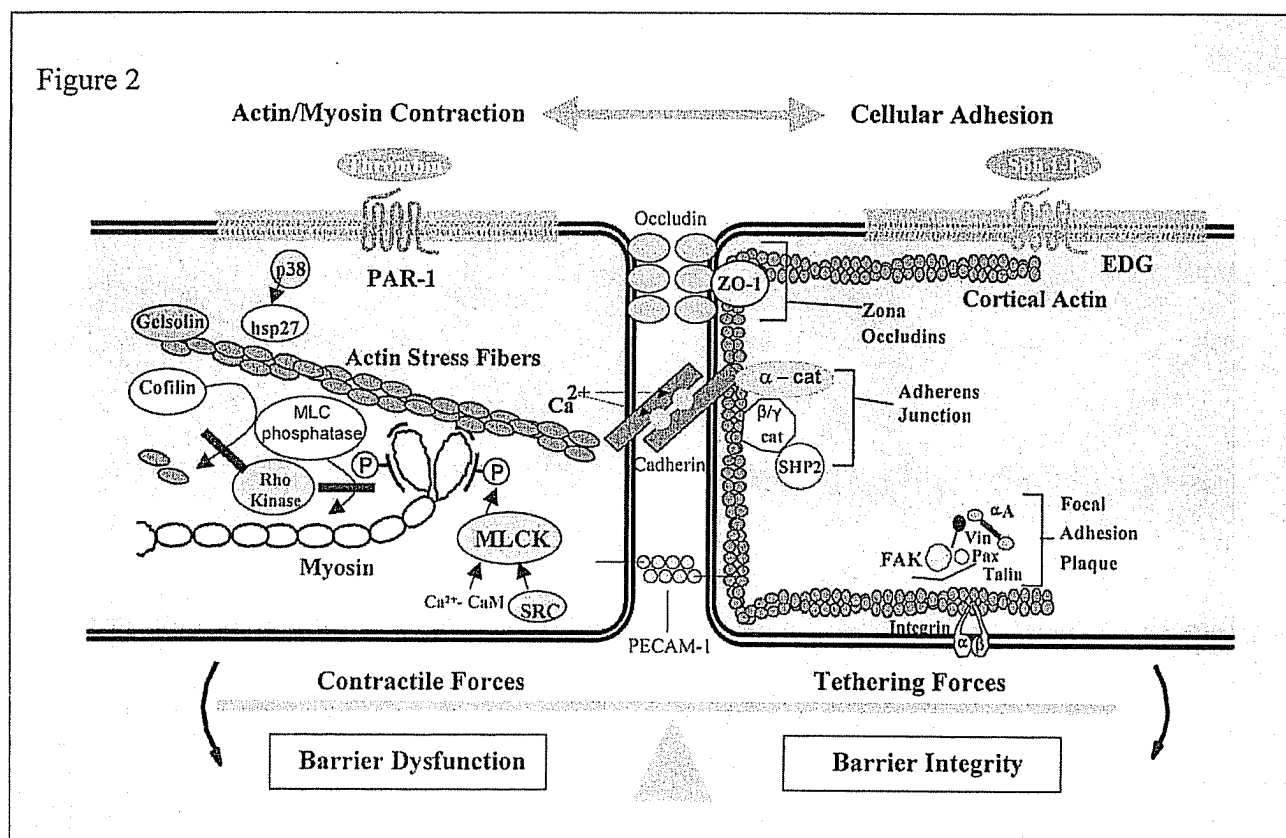 Figure 2
Actin/Myosin Contraction
Cellular Adhesion
Thrombin
Sph 1-P
Occludin
PAR-1
EDG
p38
hsp27
Gelsolin
ZO-1
Cortical Actin
Zona
Occludins
Actin Stress Fibers
Cofilin
MLC
phosphatase
Ca2+
α – cat
Adherens
Junction
β/γ
cat
SHP2
P
P
Cadherin
Rho
Kinase
MLCK
Myosin
Ca²⁺- CaM
SRC
PECAM-1
αA
Vin
FAK
Pax
Talin
Focal
Adhesion
Plaque
Integrin
α β
Contractile Forces
Tethering Forces
Barrier Dysfunction
Barrier Integrity